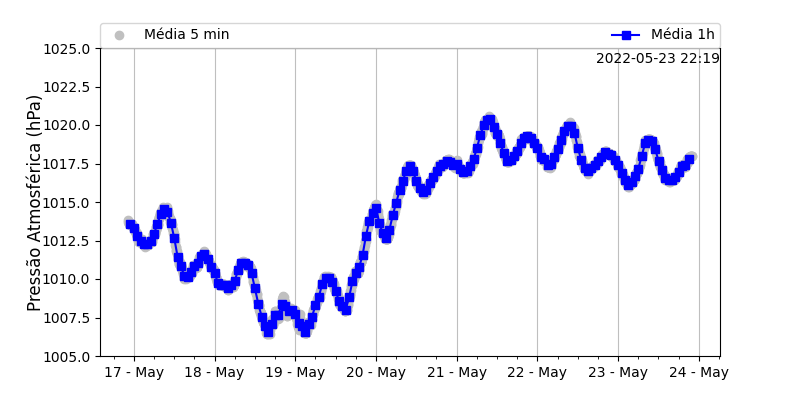 Média 5 min
Média 1h
2022-05-23 22:19
Pressão Atmosférica (hPa)
1025.0
1022.5
1020.0
1017.5
1015.0
1012.5
1010.0
1007.5
1005.0
17 - May
18 - May
19 - May
20 - May
21 - May
22 - May
23 - May
24 - May